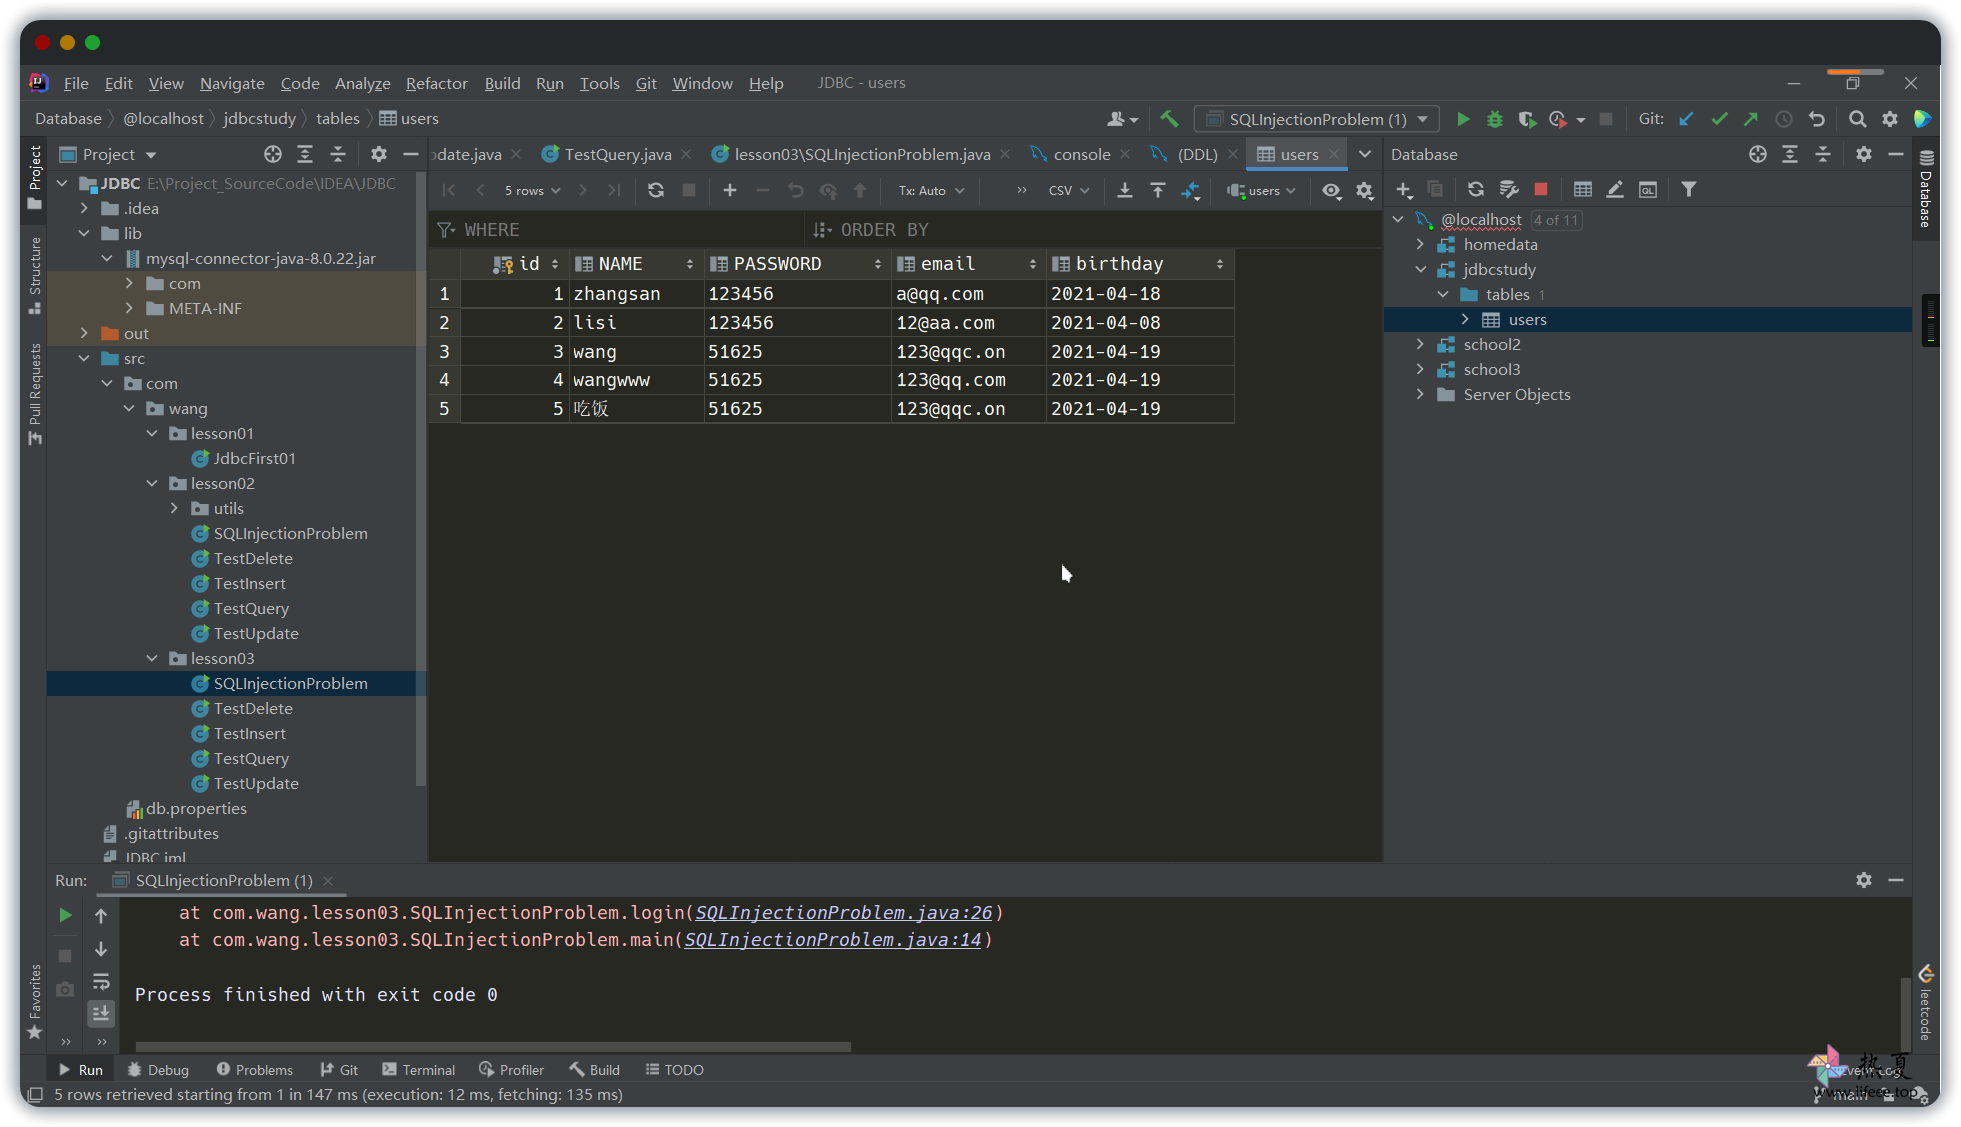 File Edit View Navigate Code Analyze Refactor Build Run Tools Git Window Help JDBC - users
Database @localhost jdbcstudy tables users
SQLInjectionProblem (1)
Git:
Project
Structure
Pull Requests
Favorites
Project
JDBC E:\Project_SourceCode\IDEA\JDBC
.idea
lib
mysql-connector-java-8.0.22.jar
com
META-INF
out
src
com
wang
lesson01
JdbcFirst01
lesson02
utils
SQLInjectionProblem
TestDelete
TestInsert
TestQuery
TestUpdate
lesson03
SQLInjectionProblem
TestDelete
TestInsert
TestQuery
TestUpdate
db.properties
.gitattributes
JDBC.iml
date.java TestQuery.java lesson03\SQLInjectionProblem.java console (DDL) users
5 rows Tx: Auto CSV users
WHERE ORDER BY
id NAME PASSWORD email birthday
1 1 zhangsan 123456 a@qq.com 2021-04-18
2 2 lisi 123456 12@aa.com 2021-04-08
3 3 wang 51625 123@qqc.on 2021-04-19
4 4 wangwww 51625 123@qq.com 2021-04-19
5 5 吃饭 51625 123@qqc.on 2021-04-19
Database
@localhost 4 of 11
homedata
jdbcstudy
tables 1
users
school2
school3
Server Objects
Database
leetcode
Run: SQLInjectionProblem (1)
at com.wang.lesson03.SQLInjectionProblem.login(SQLInjectionProblem.java:26)
at com.wang.lesson03.SQLInjectionProblem.main(SQLInjectionProblem.java:14)
Process finished with exit code 0
Run Debug Problems Git Terminal Profiler Build TODO Event Log
5 rows retrieved starting from 1 in 147 ms (execution: 12 ms, fetching: 135 ms) main
热夏
www.lifeee.top